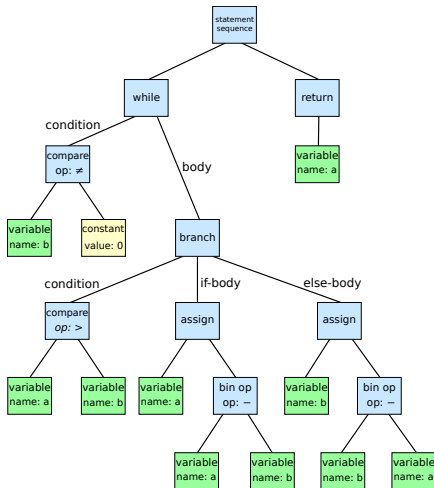 statement
sequence
while
return
condition
compare
op: ≠
body
variable
name: a
variable
name: b
constant
value: 0
branch
condition
if-body
else-body
compare
op: >
assign
assign
variable
name: a
variable
name: b
variable
name: a
bin op
op: −
variable
name: b
bin op
op: −
variable
name: a
variable
name: b
variable
name: b
variable
name: a